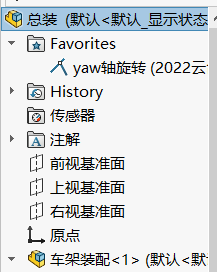 总装 (默认<默认_显示状态
Favorites
yaw轴旋转 (2022云
History
传感器
注解
前视基准面
上视基准面
右视基准面
原点
车架装配<1> (默认<默